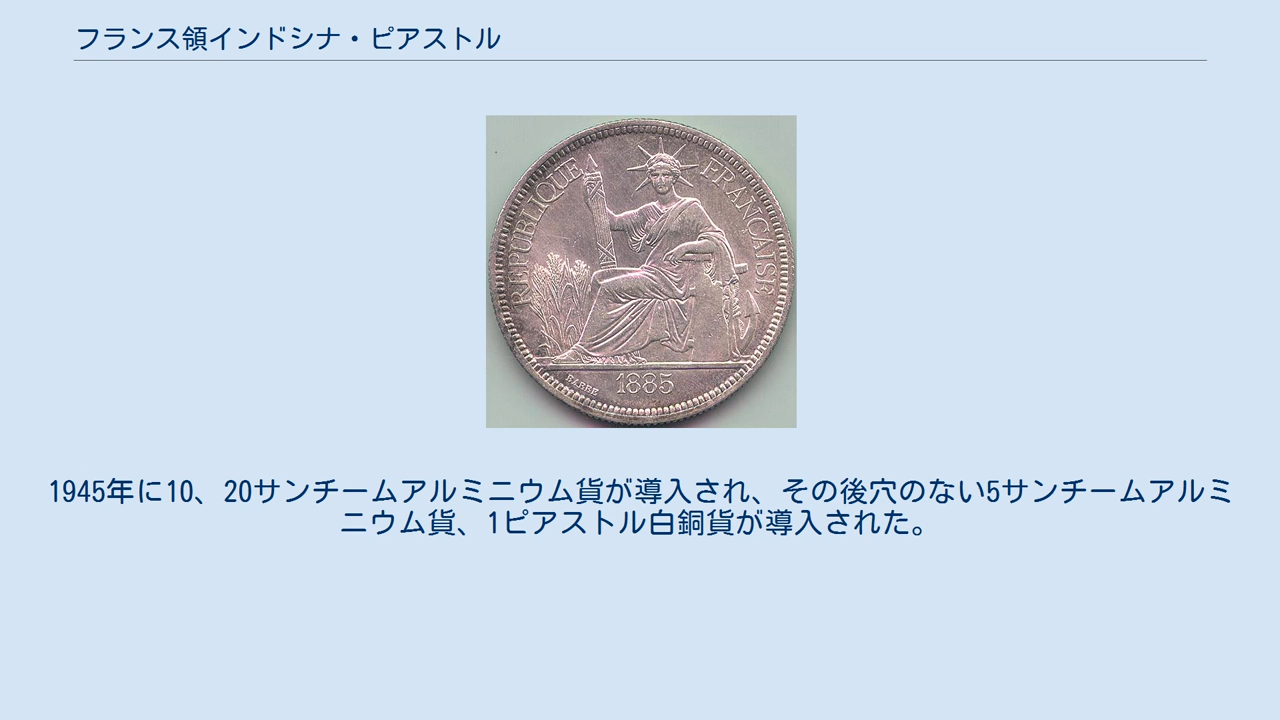 フランス領インドシナ・ピアストル
REPUBLIQUE FRANÇAISE
BARRE
1885
1945年に10、20サンチームアルミニウム貨が導入され、その後穴のない5サンチームアルミ
ニウム貨、1ピアストル白銅貨が導入された。